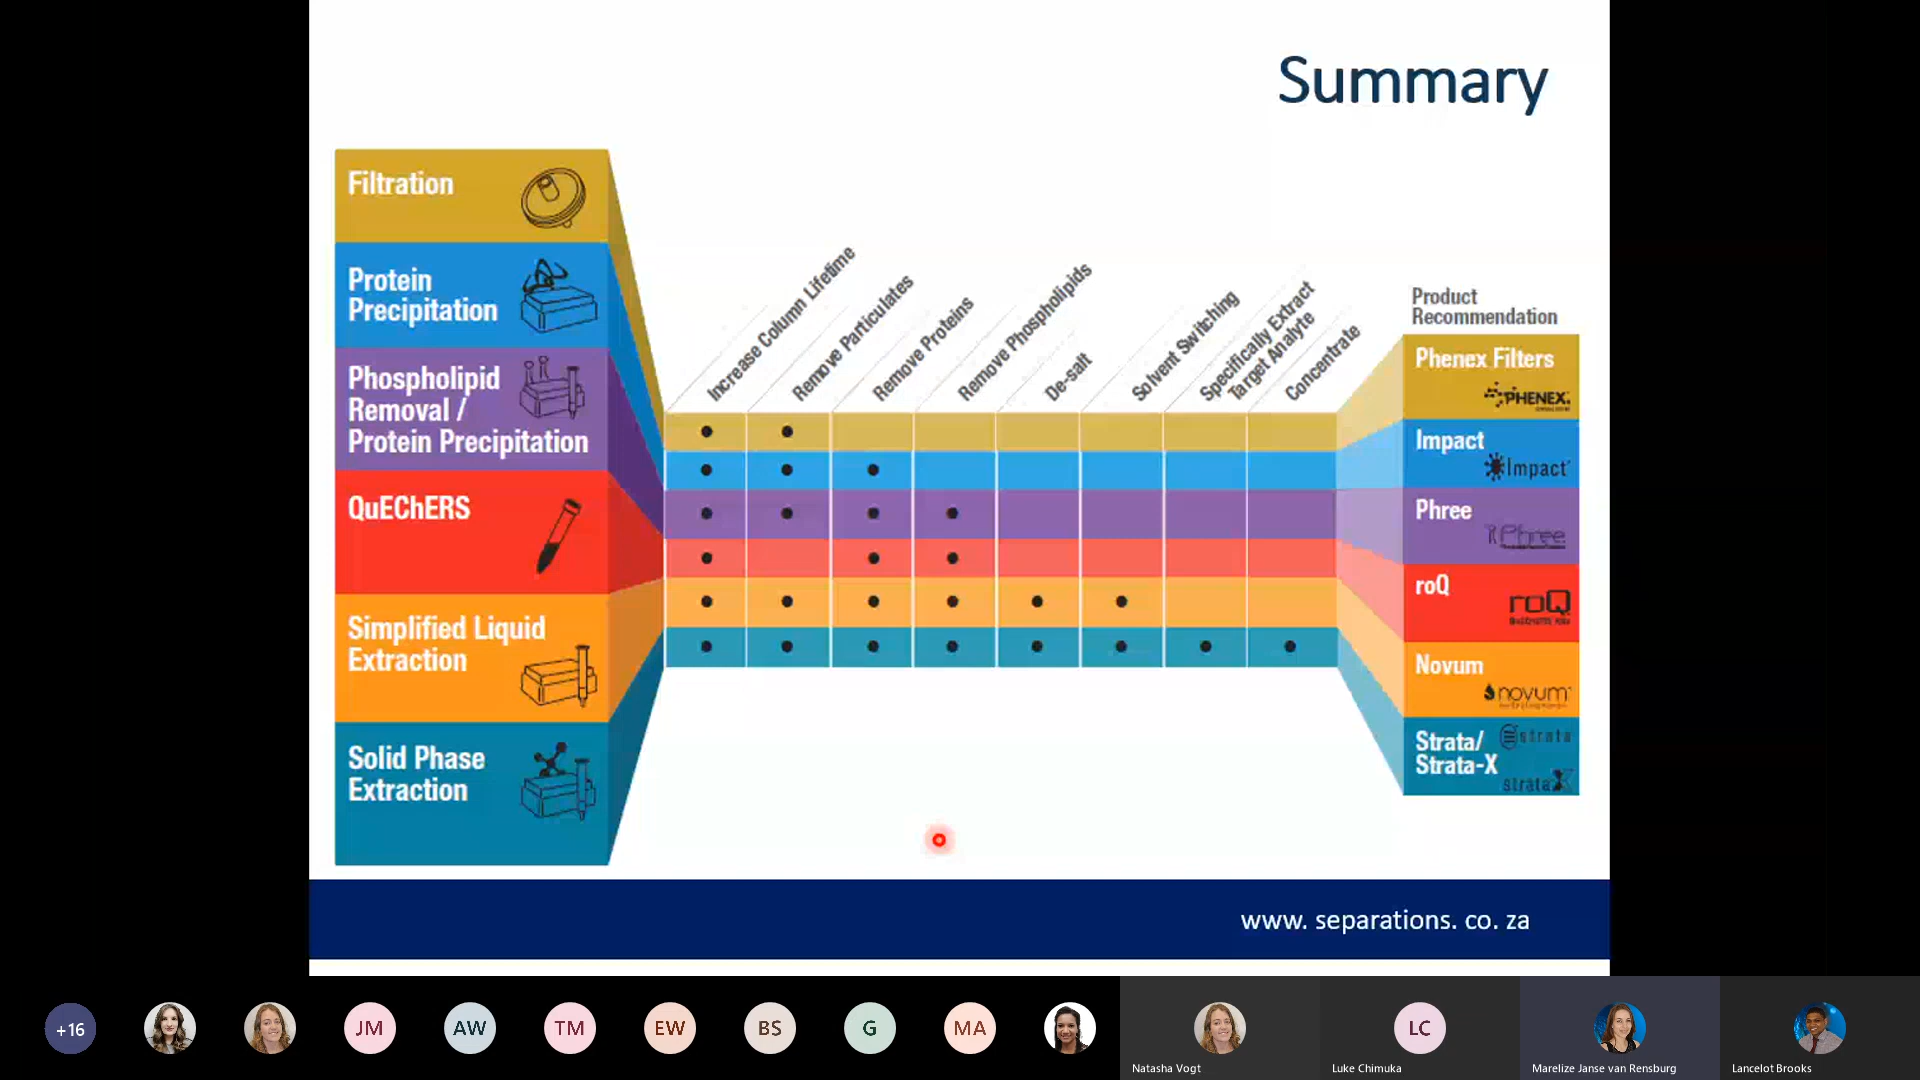 Summary
Filtration
Protein
Precipitation
Phospholipid
Removal /
Protein Precipitation
QuEChERS
Simplified Liquid
Extraction
Solid Phase
Extraction
Increase Column Lifetime
Remove Particulates
Remove Proteins
Remove Phospholipids
De-salt
Solvent Switching
Specifically Extract
Target Analyte
Concentrate
Product
Recommendation
Phenex Filters
PHENEX
Impact
Impact
Phree
Phree
roQ
roQ
Novum
novum
Strata/
Strata-X
strata
strata X
www. separations. co. za
+16
JM
AW
TM
EW
BS
G
MA
LC
Natasha Vogt
Luke Chimuka
Marelize Janse van Rensburg
Lancelot Brooks